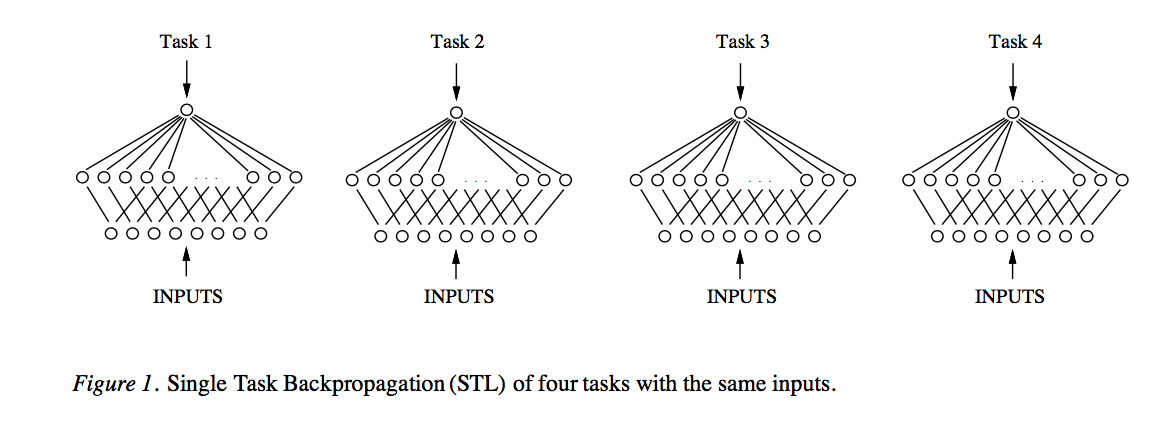 Task 1 Task 2 Task 3 Task 4
. . . . . . . . . . . .
INPUTS INPUTS INPUTS INPUTS
Figure 1. Single Task Backpropagation (STL) of four tasks with the same inputs.